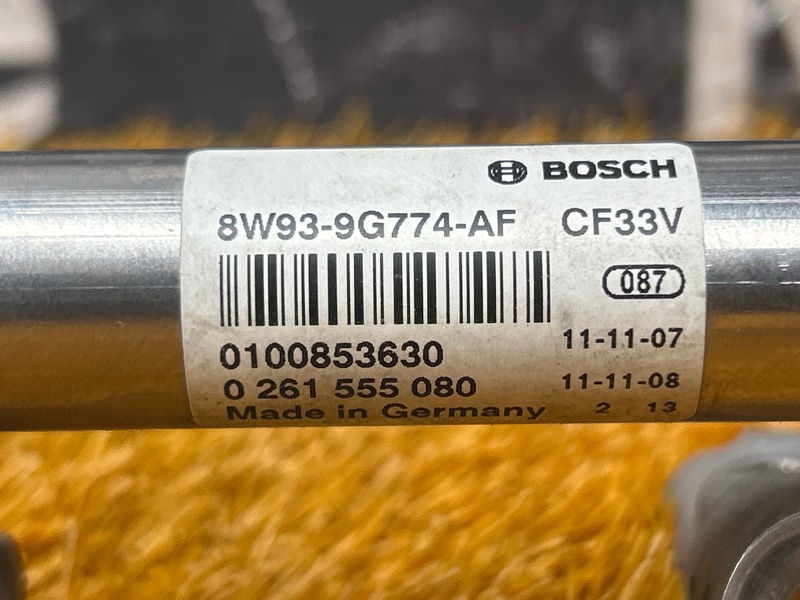 BOSCH
8W93-9G774-AF CF33V
087
0100853630 11-11-07
0 261 555 080 11-11-08
Made in Germany 2 13